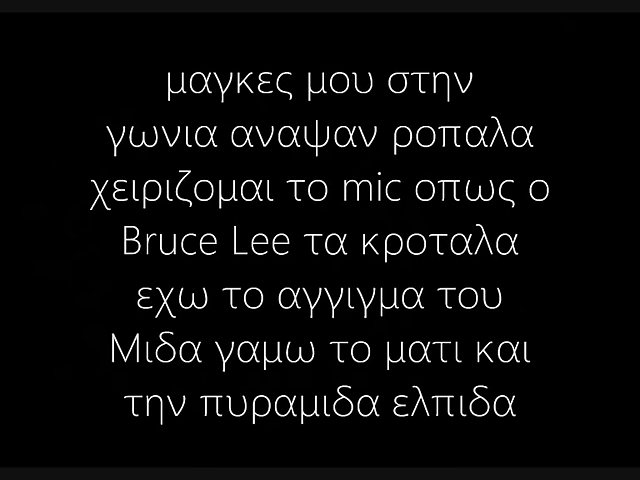 μαγκες μου στην
γωνια αναψαν ροπαλα
χειριζομαι το mic οπως ο
Bruce Lee τα κροταλα
εχω το αγγιγμα του
Μιδα γαμω το ματι και
την πυραμιδα ελπιδα